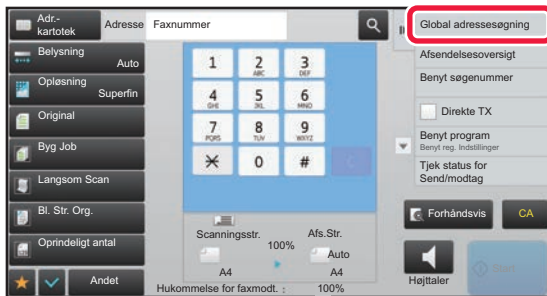 Adr.-
kartotek
Adresse
Faxnummer
Belysning
Auto
Opløsning
Superfin
Original
Byg Job
Langsom Scan
Bl. Str. Org.
Oprindeligt antal
Andet
1
2
ABC
3
DEF
4
GHI
5
JKL
6
MNO
7
PQRS
8
TUV
9
WXYZ
0
#
C
Scanningsstr.
100%
Afs.Str.
Auto
A4
A4
Hukommelse for faxmodt. :
100%
Global adressesøgning
Afsendelsesoversigt
Benyt søgenummer
Direkte TX
Benyt program
Benyt reg. Indstillinger
Tjek status for
Send/modtag
Forhåndsvis
CA
Højttaler
Start